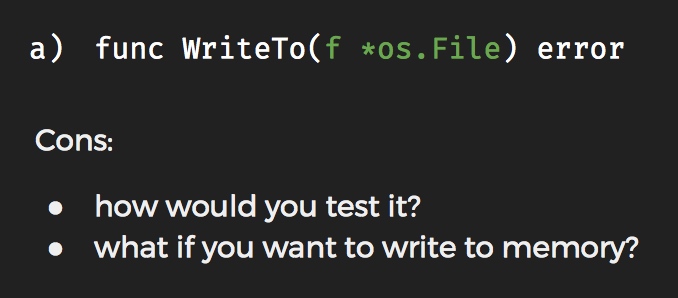 a) func WriteTo(f *os.File) error
Cons:
● how would you test it?
● what if you want to write to memory?